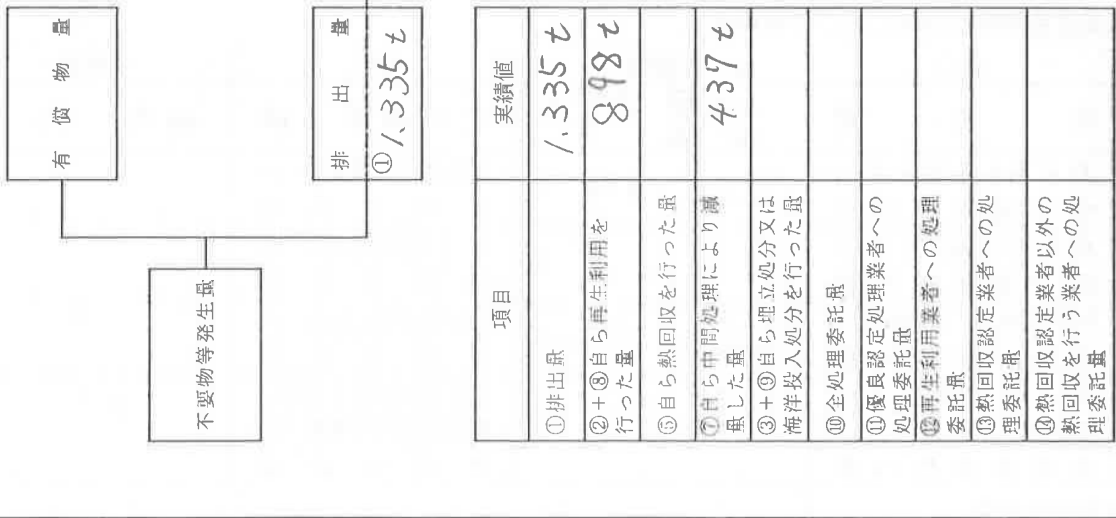 有償物量
不要物等発生量
排出量
①1.335t
項目 実績値
①排出量 1.335t
②+⑧自ら再生利用を
行った量 898t
⑤自ら熱回収を行った量
⑦自ら中間処理により減
量した量 437t
③+⑨自ら埋立処分又は
海洋投入処分を行った量
⑩全処理委託量
⑪優良認定処理業者への
処理委託量
⑫再生利用業者への処理
委託量
⑬熱回収認定業者への処
理委託量
⑭熱回収認定業者以外の
熱回収を行う業者への処
理委託量